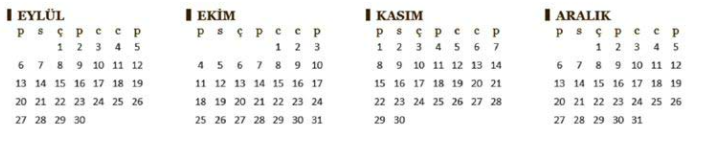 EYLÜL
p s ç p c c p
1 2 3 4 5
6 7 8 9 10 11 12
13 14 15 16 17 18 19
20 21 22 23 24 25 26
27 28 29 30
EKİM
p s ç p c c p
1 2 3
4 5 6 7 8 9 10
11 12 13 14 15 16 17
18 19 20 21 22 23 24
25 26 27 28 29 30 31
KASIM
p s ç p c c p
1 2 3 4 5 6 7
8 9 10 11 12 13 14
15 16 17 18 19 20 21
22 23 24 25 26 27 28
29 30
ARALIK
p s ç p c c p
1 2 3 4 5
6 7 8 9 10 11 12
13 14 15 16 17 18 19
20 21 22 23 24 25 26
27 28 29 30 31